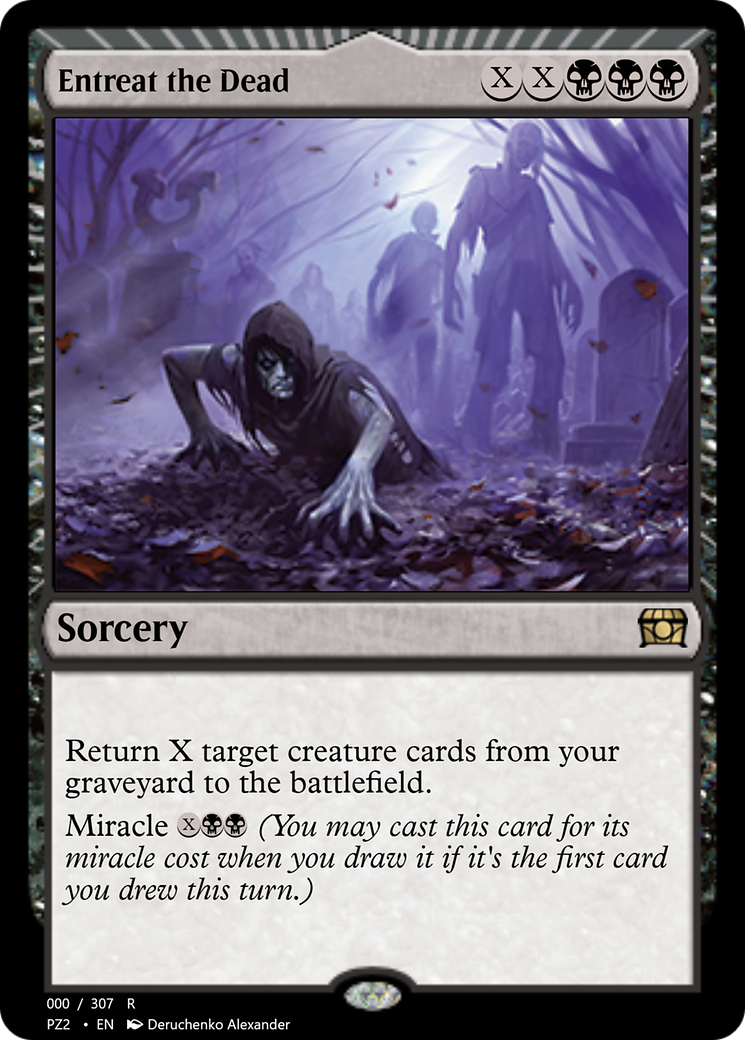 Entreat the Dead X X
Sorcery
Return X target creature cards from your
graveyard to the battlefield.
Miracle X (You may cast this card for its
miracle cost when you draw it if it's the first card
you drew this turn.)
000 / 307 R
PZ2 • EN Deruchenko Alexander